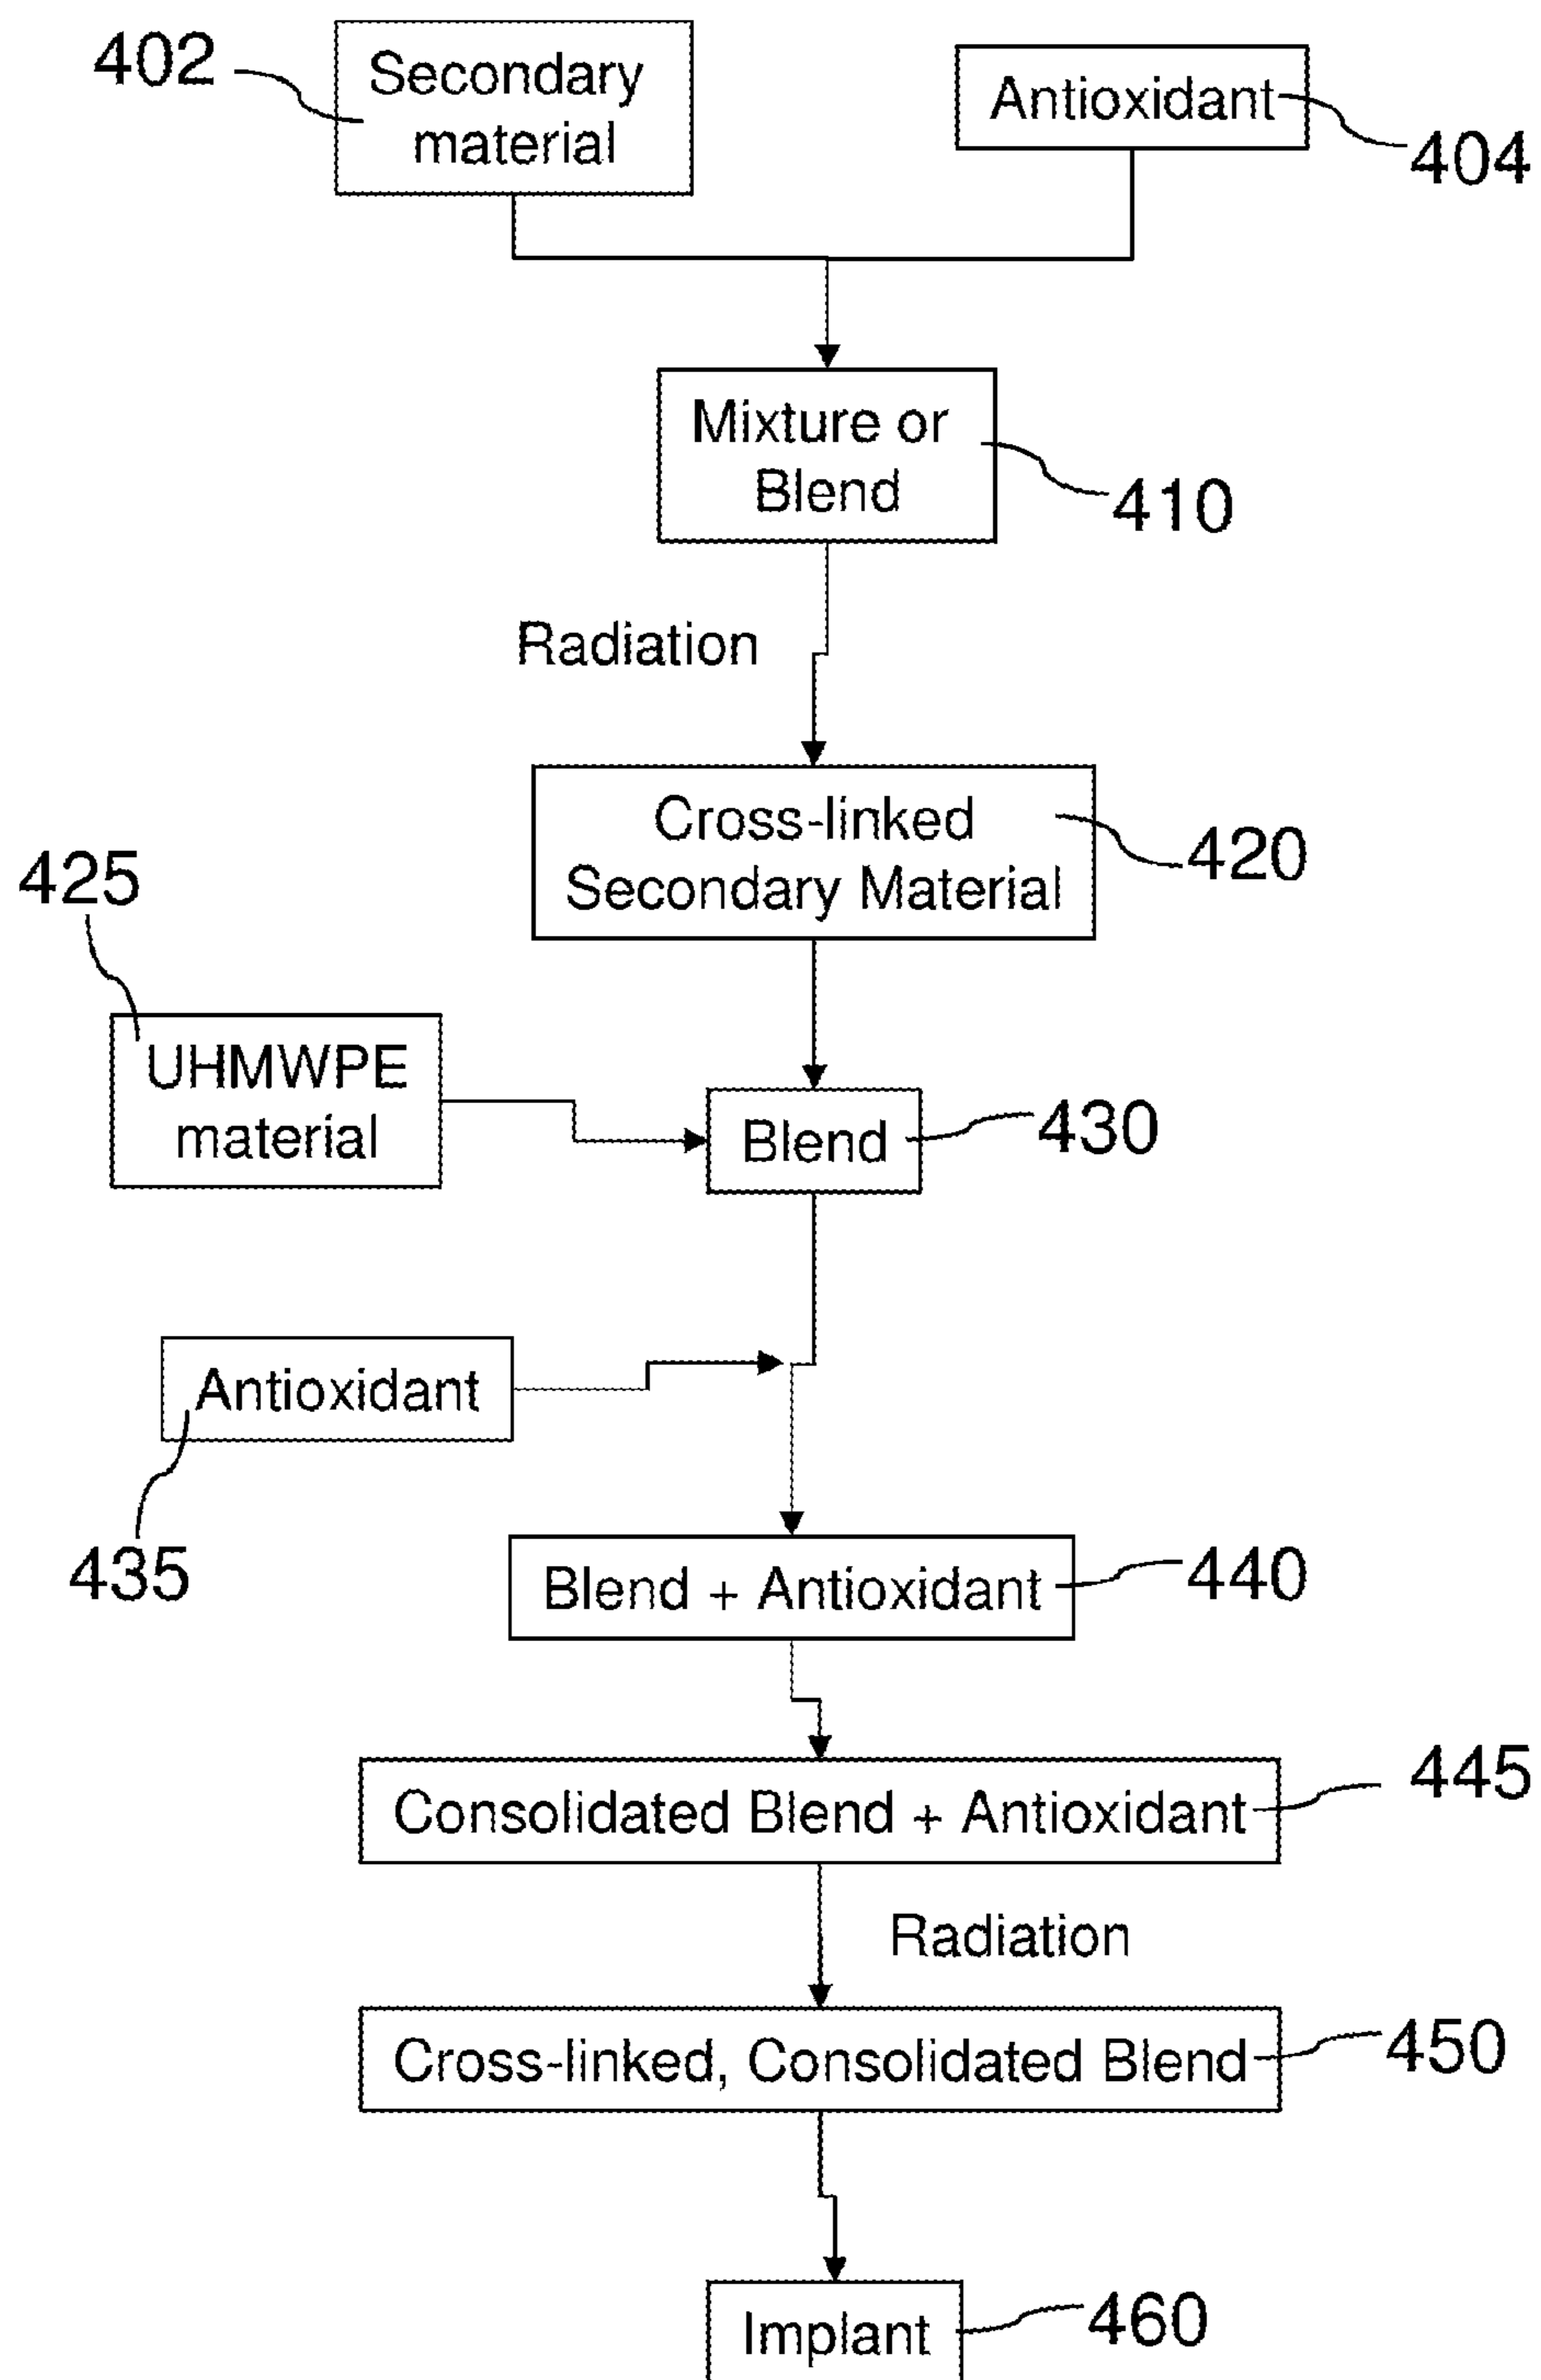 402
Secondary
material
Antioxidant
404
Mixture or
Blend
410
Radiation
Cross-linked
Secondary Material
420
425
UHMWPE
material
Blend
430
Antioxidant
435
Blend + Antioxidant
440
Consolidated Blend + Antioxidant
445
Radiation
Cross-linked, Consolidated Blend
450
Implant
460